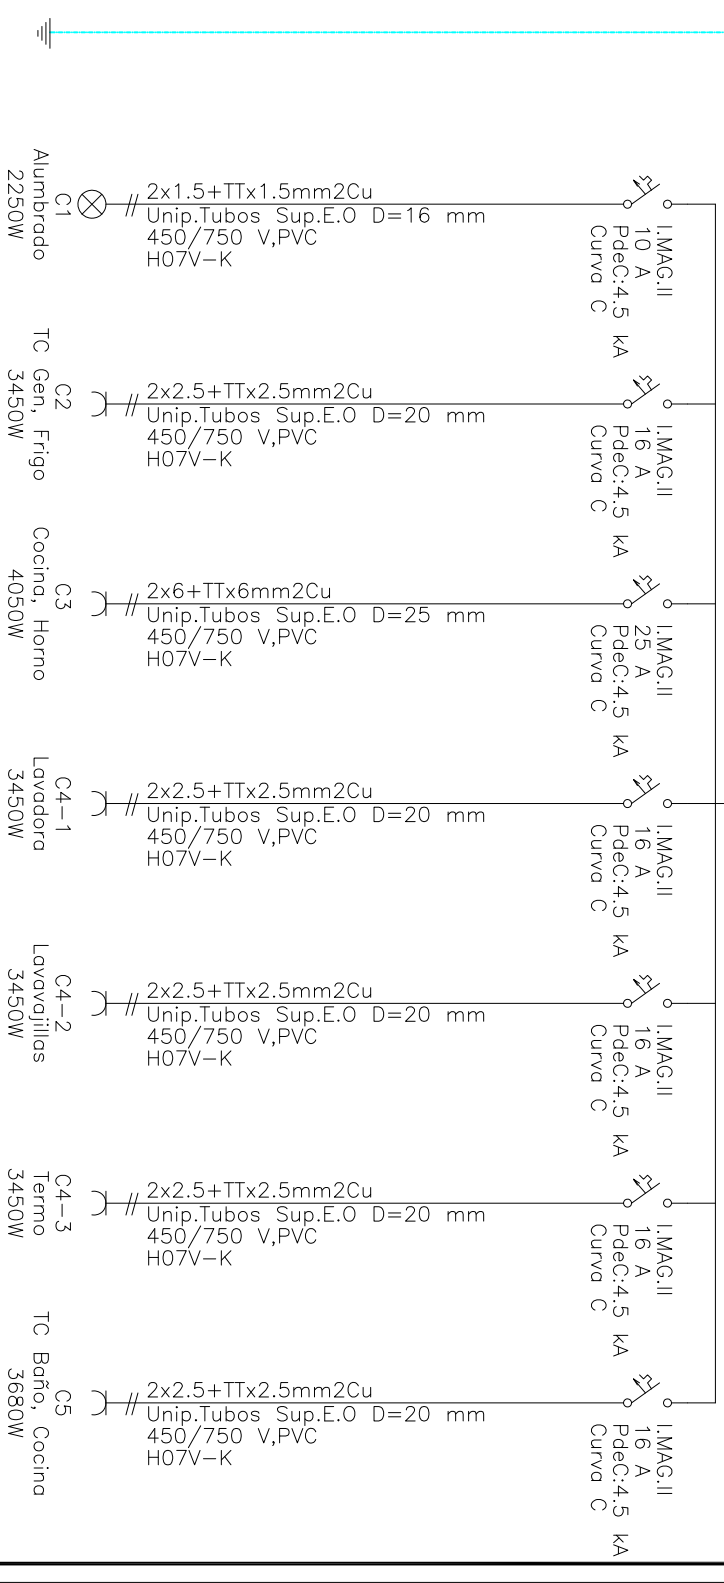 2x1.5+TTx1.5mm2Cu
Unip.Tubos Sup.E.O D=16 mm
450/750 V,PVC
H07V-K
I.MAG.II
10 A
PdeC:4.5 kA
Curva C
C1
Alumbrado
2250W
2x2.5+TTx2.5mm2Cu
Unip.Tubos Sup.E.O D=20 mm
450/750 V,PVC
H07V-K
I.MAG.II
16 A
PdeC:4.5 kA
Curva C
C2
TC Gen, Frigo
3450W
2x6+TTx6mm2Cu
Unip.Tubos Sup.E.O D=25 mm
450/750 V,PVC
H07V-K
I.MAG.II
25 A
PdeC:4.5 kA
Curva C
C3
Cocina, Horno
4050W
2x2.5+TTx2.5mm2Cu
Unip.Tubos Sup.E.O D=20 mm
450/750 V,PVC
H07V-K
I.MAG.II
16 A
PdeC:4.5 kA
Curva C
C4-1
Lavadora
3450W
2x2.5+TTx2.5mm2Cu
Unip.Tubos Sup.E.O D=20 mm
450/750 V,PVC
H07V-K
I.MAG.II
16 A
PdeC:4.5 kA
Curva C
C4-2
Lavavajillas
3450W
2x2.5+TTx2.5mm2Cu
Unip.Tubos Sup.E.O D=20 mm
450/750 V,PVC
H07V-K
I.MAG.II
16 A
PdeC:4.5 kA
Curva C
C4-3
Termo
3450W
2x2.5+TTx2.5mm2Cu
Unip.Tubos Sup.E.O D=20 mm
450/750 V,PVC
H07V-K
I.MAG.II
16 A
PdeC:4.5 kA
Curva C
C5
TC Baño, Cocina
3680W